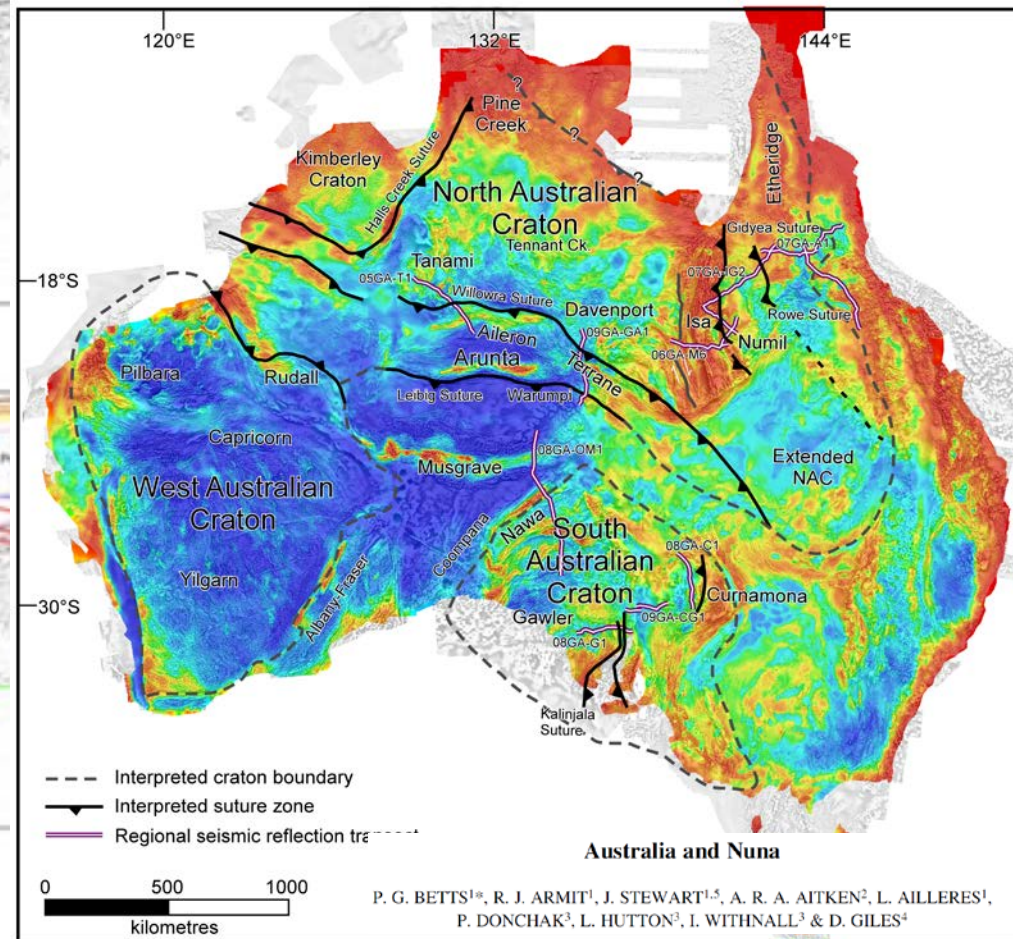 120°E
132°E
144°E
18°S
30°S
?
?
?
Pine
Creek
Kimberley
Craton
Halls Creek Suture
North Australian
Craton
Tennant Ck.
Etheridge
Gidyea Suture
07GA-A1
07GA-IG2
Tanami
05GA-T1
Willowra Suture
Davenport
Rowe Suture
Isa
Numil
Aileron
Terrane
09GA-GA1
06GA-M6
Arunta
Pilbara
Rudall
Leibig Suture
Warumpi
Capricorn
Musgrave
08GA-OM1
Extended
NAC
West Australian
Craton
Coompana
Nawa
South
Australian
Craton
08GA-C1
Yilgarn
Albany-Fraser
Curnamona
09GA-CG1
Gawler
08GA-G1
Kalinjala
Suture
Interpreted craton boundary
Interpreted suture zone
Regional seismic reflection
0 500 1000
kilometres
Australia and Nuna
P. G. BETTS¹*, R. J. ARMIT¹, J. STEWART¹,⁵, A. R. A. AITKEN², L. AILLERES¹,
P. DONCHAK³, L. HUTTON³, I. WITHNALL³ & D. GILES⁴